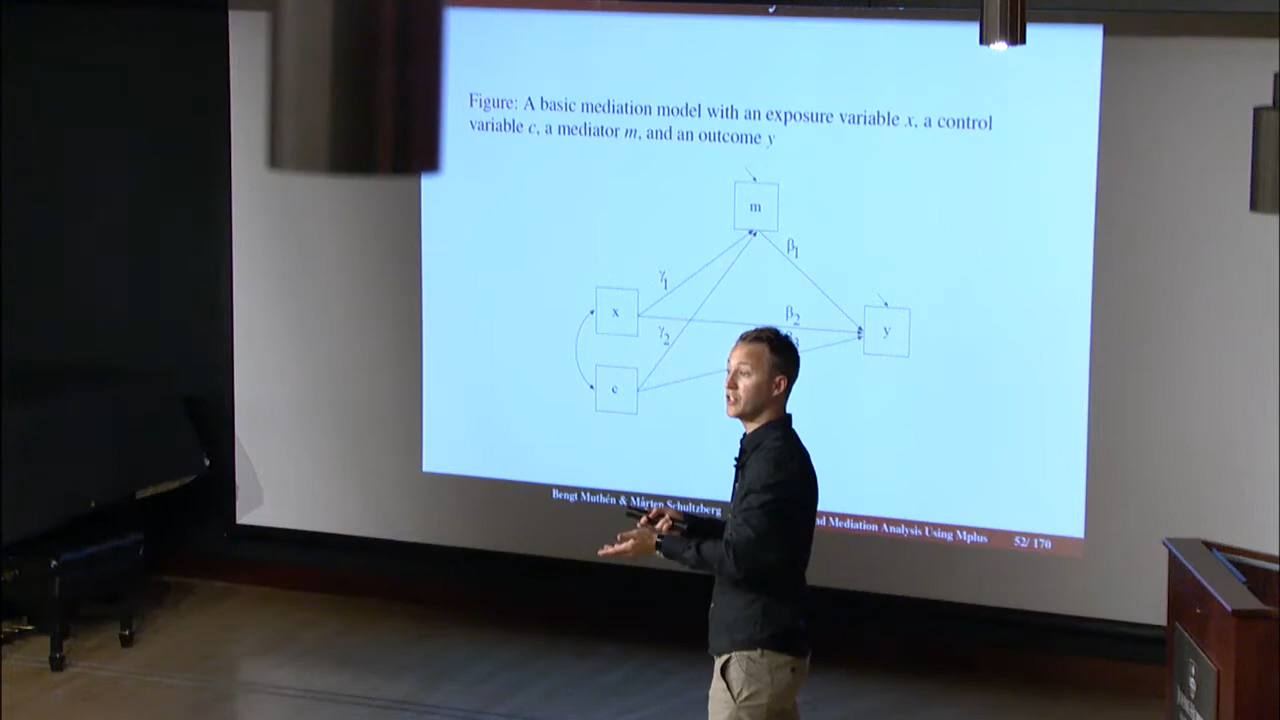 Figure: A basic mediation model with an exposure variable x, a control
variable c, a mediator m, and an outcome y
m
β1
γ1
x
β2
γ2
y
c
Bengt Muthén & Mårten Schultzberg
Mediation Analysis Using Mplus
52/ 170